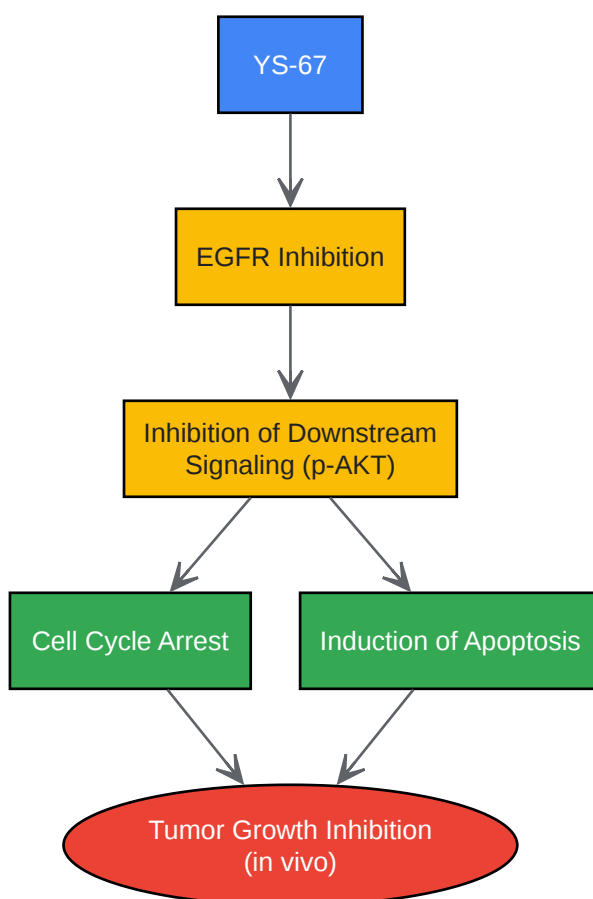 YS-67
EGFR Inhibition
Inhibition of Downstream
Signaling (p-AKT)
Cell Cycle Arrest
Induction of Apoptosis
Tumor Growth Inhibition
(in vivo)